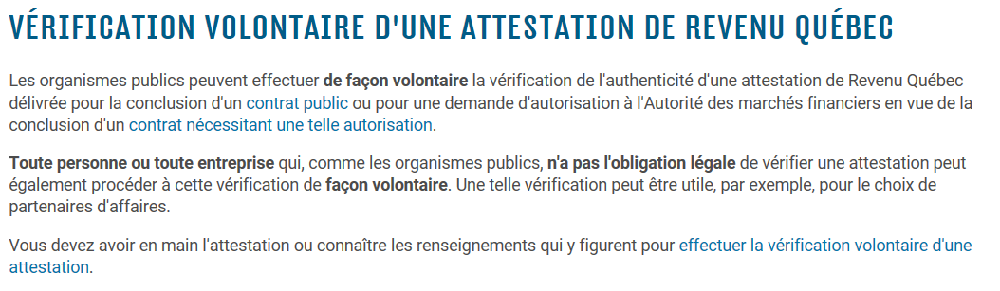 VÉRIFICATION VOLONTAIRE D'UNE ATTESTATION DE REVENU QUÉBEC
Les organismes publics peuvent effectuer de façon volontaire la vérification de l'authenticité d'une attestation de Revenu Québec
délivrée pour la conclusion d'un contrat public ou pour une demande d'autorisation à l'Autorité des marchés financiers en vue de la
conclusion d'un contrat nécessitant une telle autorisation.
Toute personne ou toute entreprise qui, comme les organismes publics, n'a pas l'obligation légale de vérifier une attestation peut
également procéder à cette vérification de façon volontaire. Une telle vérification peut être utile, par exemple, pour le choix de
partenaires d'affaires.
Vous devez avoir en main l'attestation ou connaître les renseignements qui y figurent pour effectuer la vérification volontaire d'une
attestation.